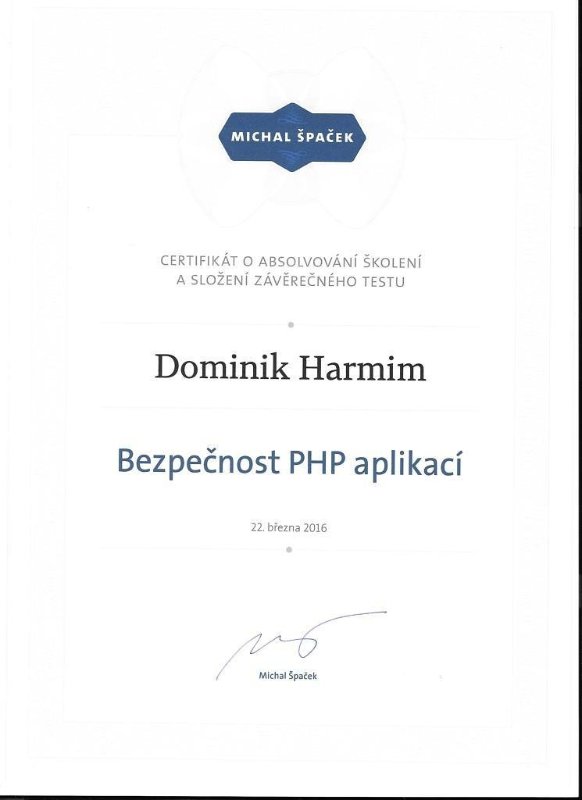 MICHAL ŠPAČEK
CERTIFIKÁT O ABSOLVOVÁNÍ ŠKOLENÍ
A SLOŽENÍ ZÁVĚREČNÉHO TESTU
Dominik Harmim
Bezpečnost PHP aplikací
22. března 2016
Michal Špaček